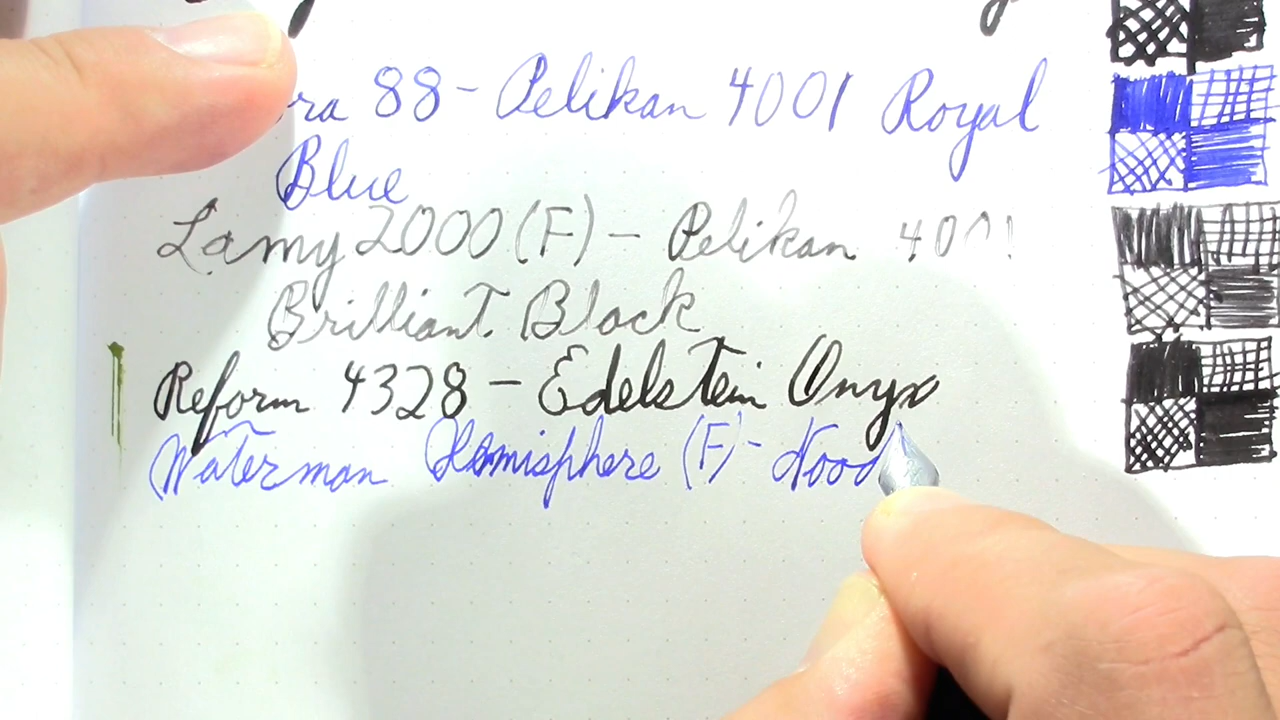 88 - Pelikan 4001 Royal
Blue
Lamy 2000 (F) - Pelikan 4001
Brilliant Black
Reform 4328 - Edelstein Onyx
Waterman Hemisphere (F) - Nood